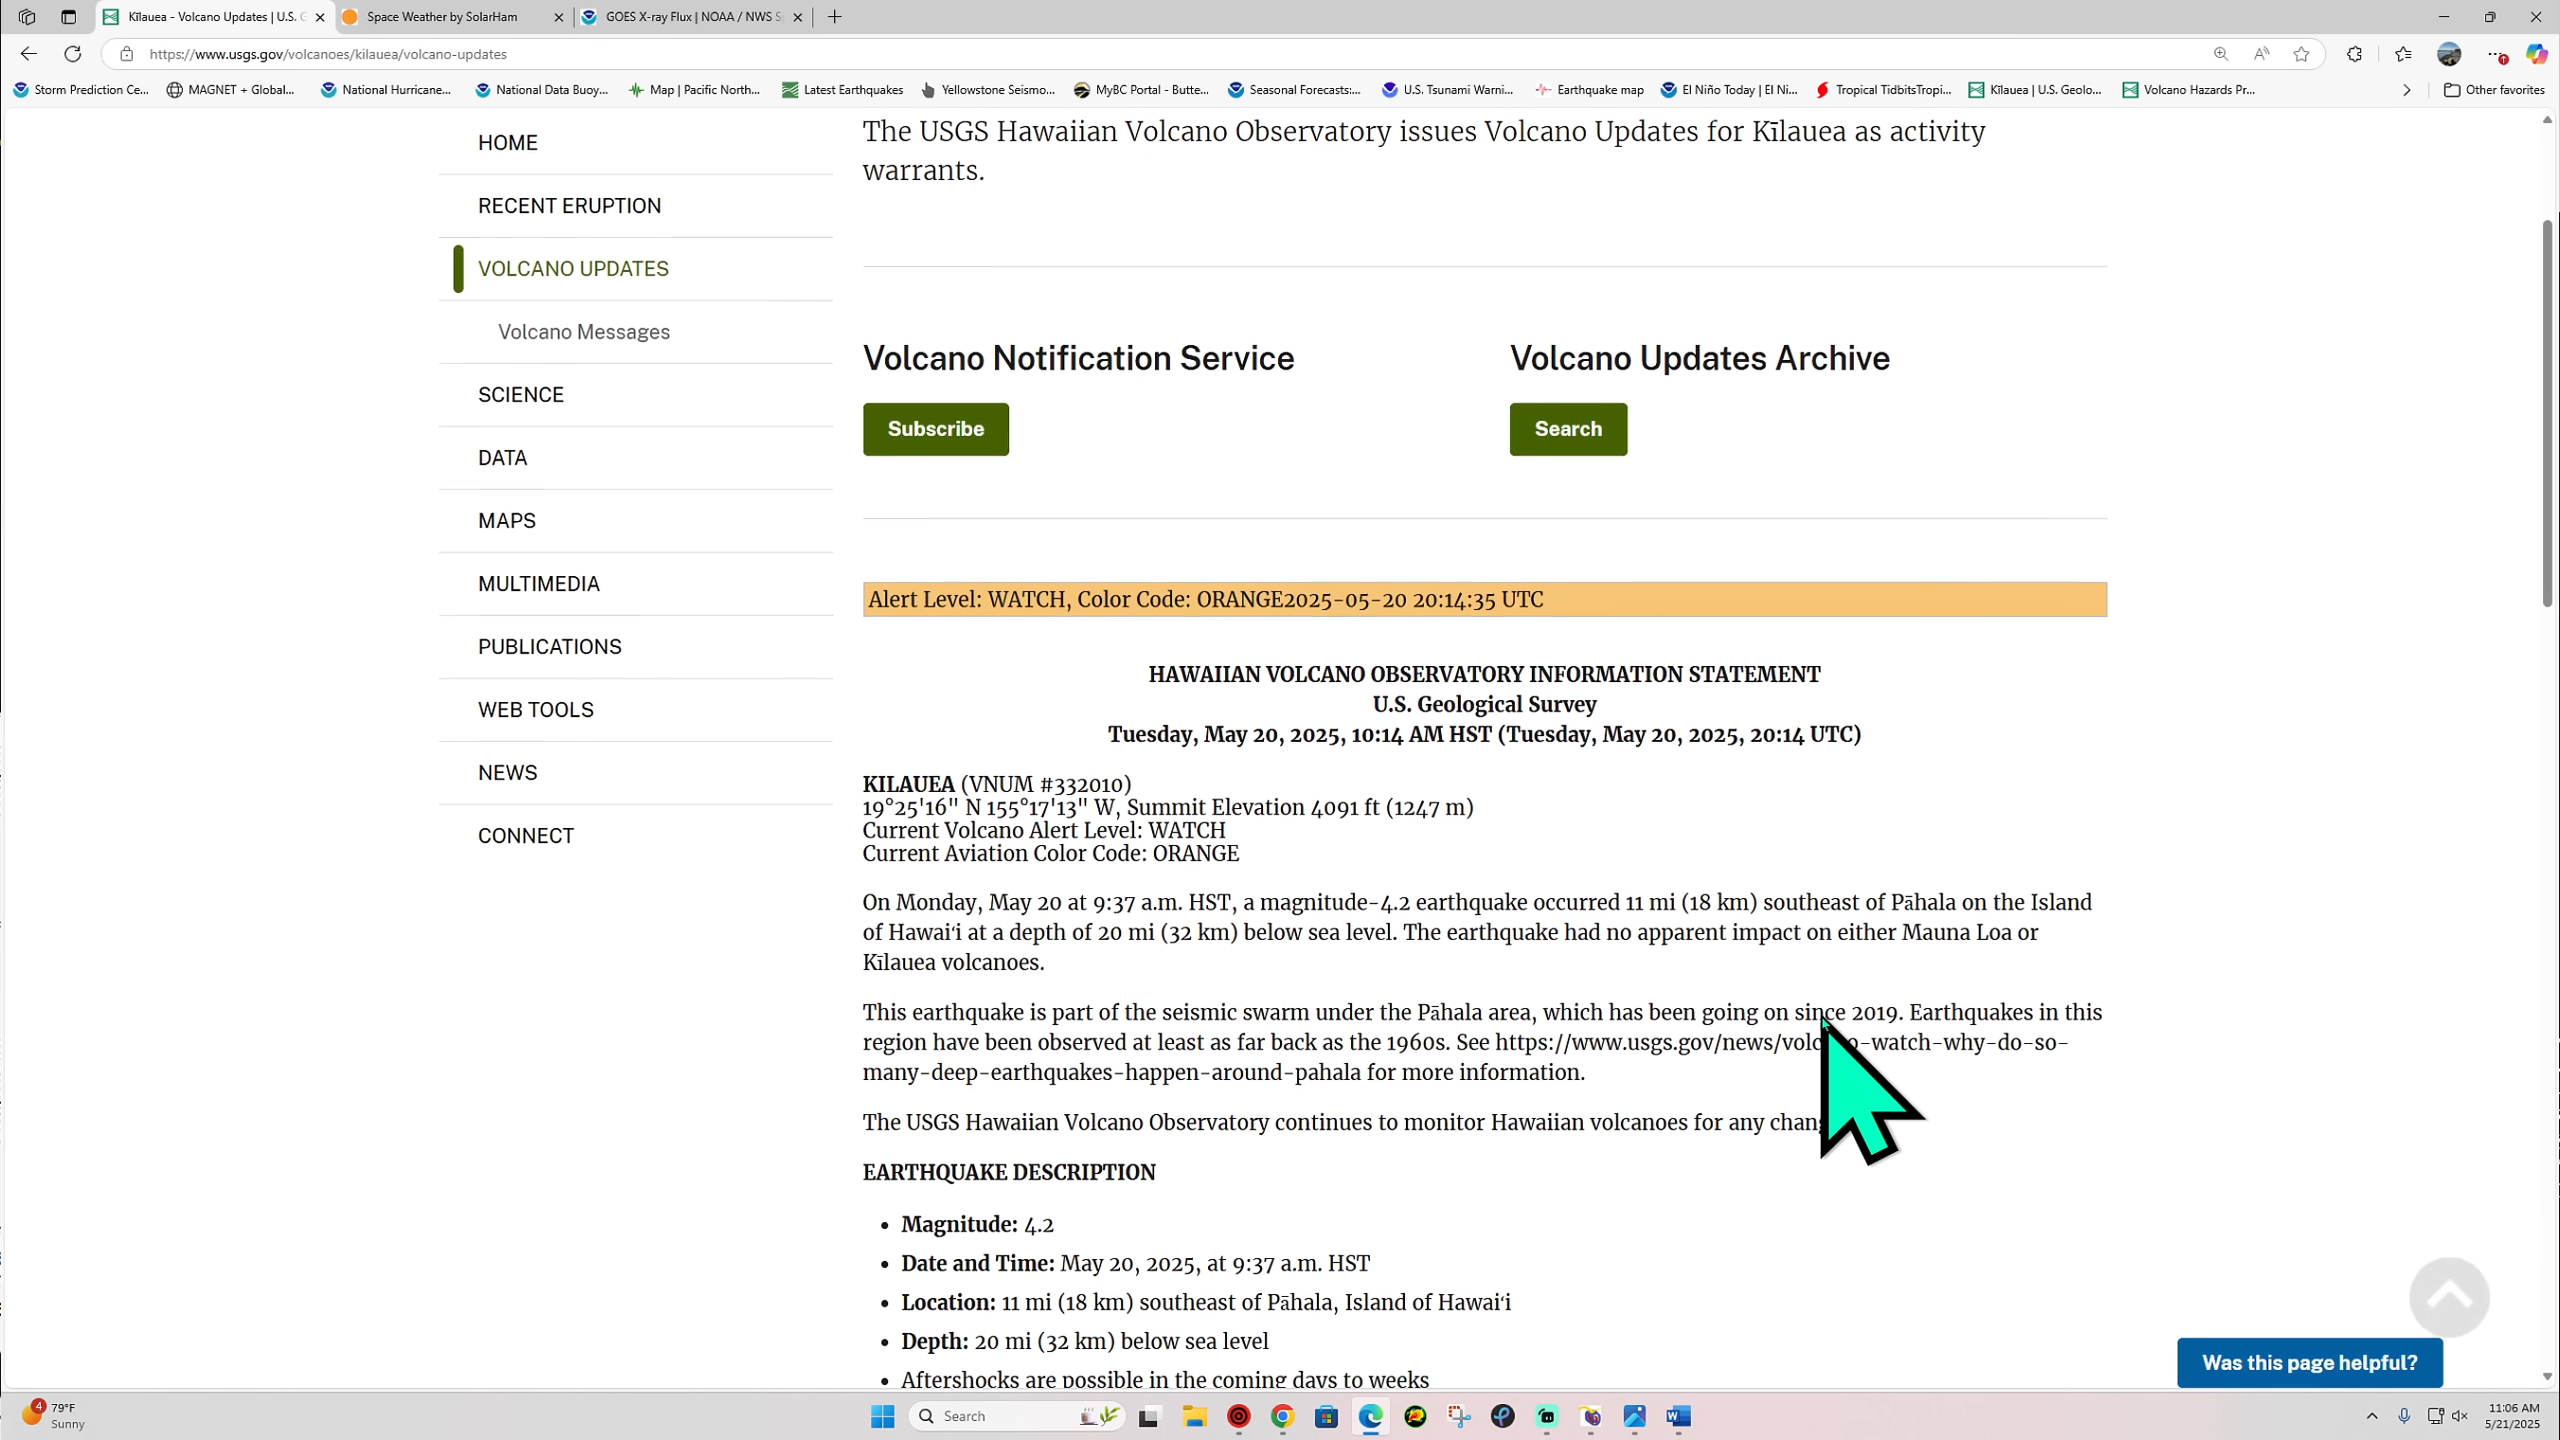 Kīlauea - Volcano Updates | U.S. G
Space Weather by SolarHam
GOES X-ray Flux | NOAA / NWS S
https://www.usgs.gov/volcanoes/kilauea/volcano-updates
Storm Prediction Ce...
MAGNET + Global...
National Hurricane...
National Data Buoy...
Map | Pacific North...
Latest Earthquakes
Yellowstone Seismo...
MyBC Portal - Butte...
Seasonal Forecasts:...
U.S. Tsunami Warni...
Earthquake map
El Niño Today | El Ni...
Tropical TidbitsTropi...
Kīlauea | U.S. Geolo...
Volcano Hazards Pr...
Other favorites
HOME
RECENT ERUPTION
VOLCANO UPDATES
Volcano Messages
SCIENCE
DATA
MAPS
MULTIMEDIA
PUBLICATIONS
WEB TOOLS
NEWS
CONNECT
The USGS Hawaiian Volcano Observatory issues Volcano Updates for Kīlauea as activity
warrants.
Volcano Notification Service
Subscribe
Volcano Updates Archive
Search
Alert Level: WATCH, Color Code: ORANGE2025-05-20 20:14:35 UTC
HAWAIIAN VOLCANO OBSERVATORY INFORMATION STATEMENT
U.S. Geological Survey
Tuesday, May 20, 2025, 10:14 AM HST (Tuesday, May 20, 2025, 20:14 UTC)
KILAUEA (VNUM #332010)
19°25'16" N 155°17'13" W, Summit Elevation 4091 ft (1247 m)
Current Volcano Alert Level: WATCH
Current Aviation Color Code: ORANGE
On Monday, May 20 at 9:37 a.m. HST, a magnitude-4.2 earthquake occurred 11 mi (18 km) southeast of Pāhala on the Island
of Hawaiʻi at a depth of 20 mi (32 km) below sea level. The earthquake had no apparent impact on either Mauna Loa or
Kīlauea volcanoes.
This earthquake is part of the seismic swarm under the Pāhala area, which has been going on since 2019. Earthquakes in this
region have been observed at least as far back as the 1960s. See https://www.usgs.gov/news/volc o-watch-why-do-so-
many-deep-earthquakes-happen-around-pahala for more information.
The USGS Hawaiian Volcano Observatory continues to monitor Hawaiian volcanoes for any
EARTHQUAKE DESCRIPTION
• Magnitude: 4.2
• Date and Time: May 20, 2025, at 9:37 a.m. HST
• Location: 11 mi (18 km) southeast of Pāhala, Island of Hawaiʻi
• Depth: 20 mi (32 km) below sea level
• Aftershocks are possible in the coming days to weeks
Was this page helpful?
4
79°F
Sunny
Search
11:06 AM
5/21/2025